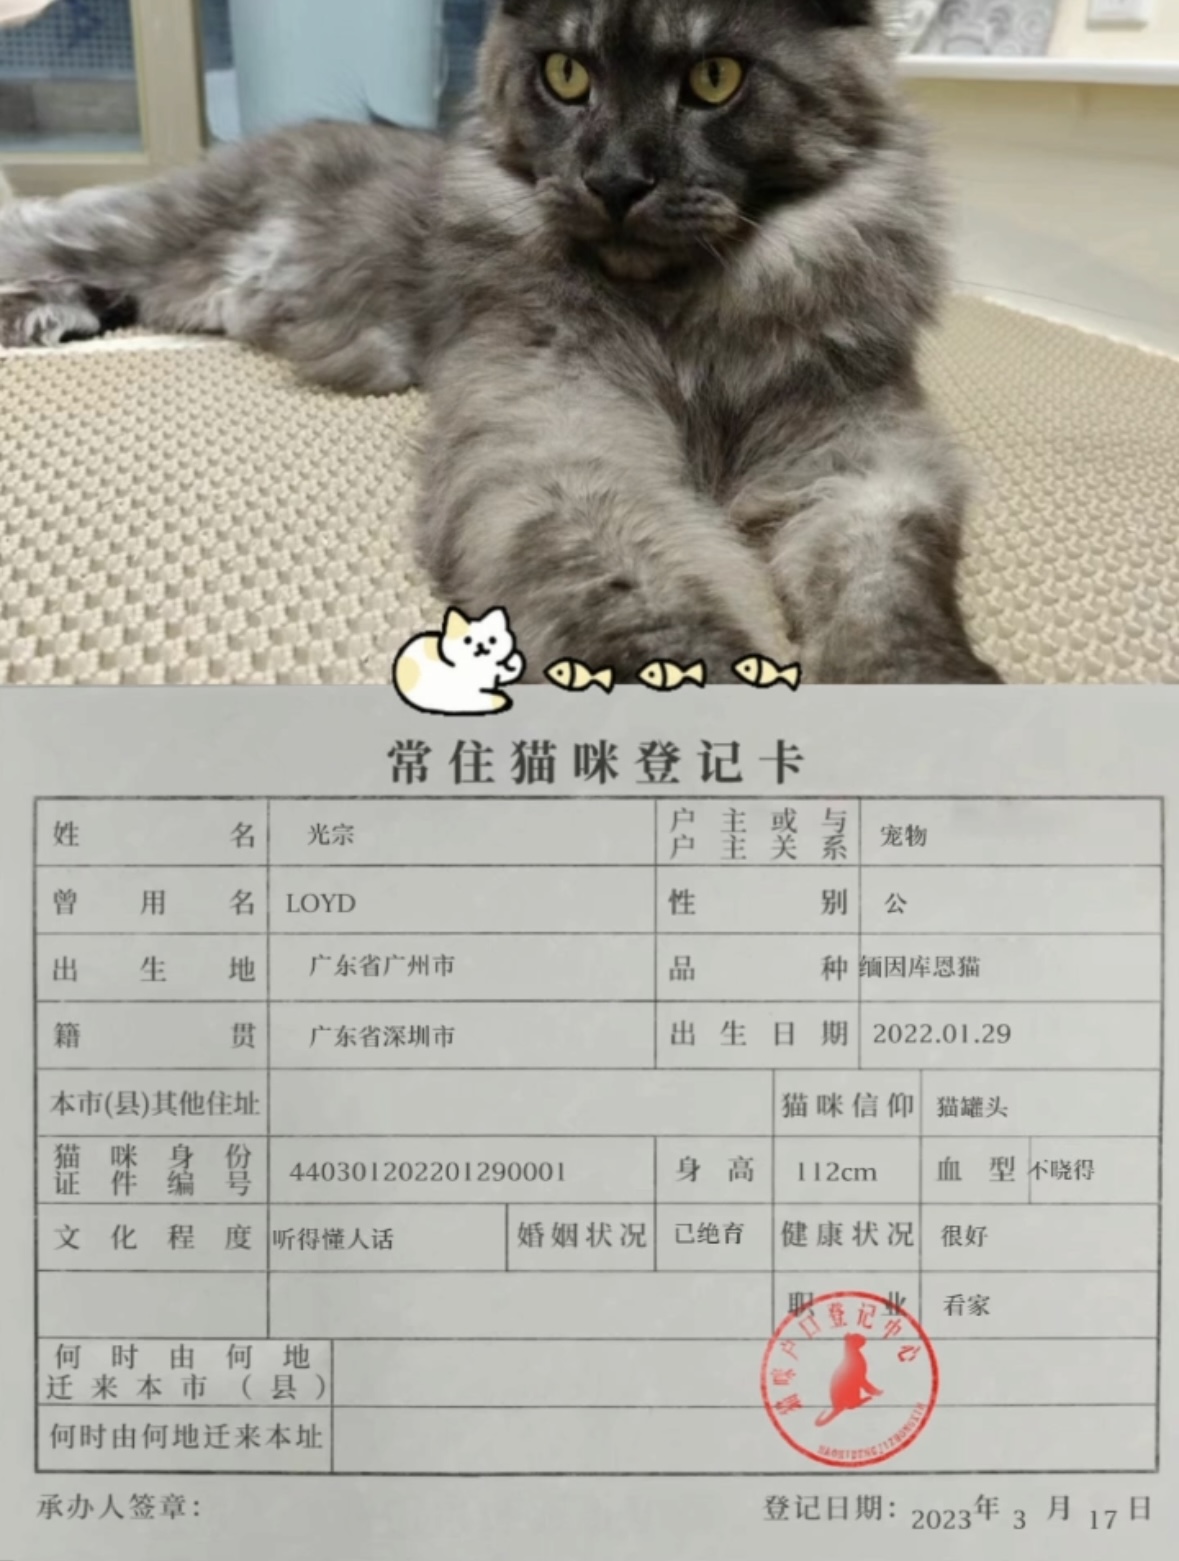 常住猫咪登记卡
姓名 光宗 户主或与户主关系 宠物
曾用名 LOYD 性别 公
出生地 广东省广州市 品种 缅因库恩猫
籍贯 广东省深圳市 出生日期 2022.01.29
本市(县)其他住址 猫咪信仰 猫罐头
猫咪身份证件编号 440301202201290001 身高 112cm 血型 不晓得
文化程度 听得懂人话 婚姻状况 已绝育 健康状况 很好
职业 看家
户口登记中心
何时由何地迁来本市（县）
何时由何地迁来本址
承办人签章： 登记日期：2023年3月17日